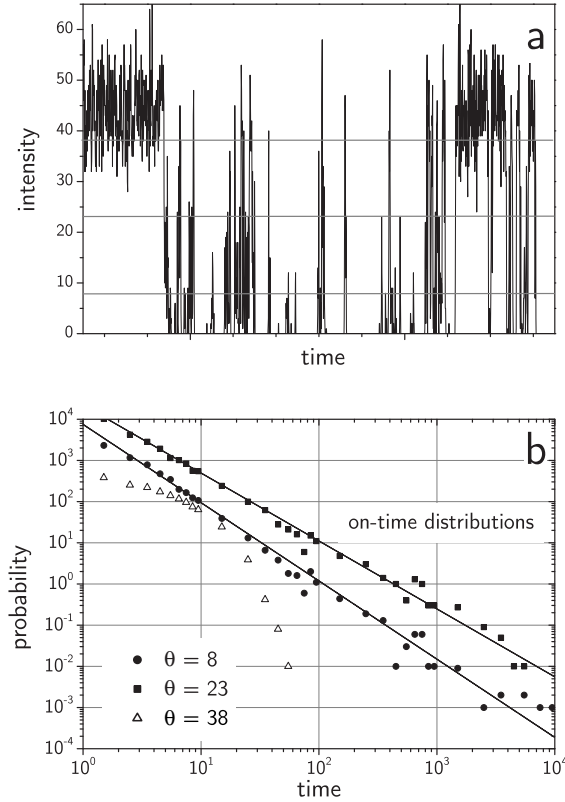 a
60
50
40
30
20
10
0
intensity
time
b
10^4
10^3
10^2
10^1
10^0
10^-1
10^-2
10^-3
10^-4
probability
on-time distributions
θ = 8
θ = 23
θ = 38
10^0 10^1 10^2 10^3 10^4
time